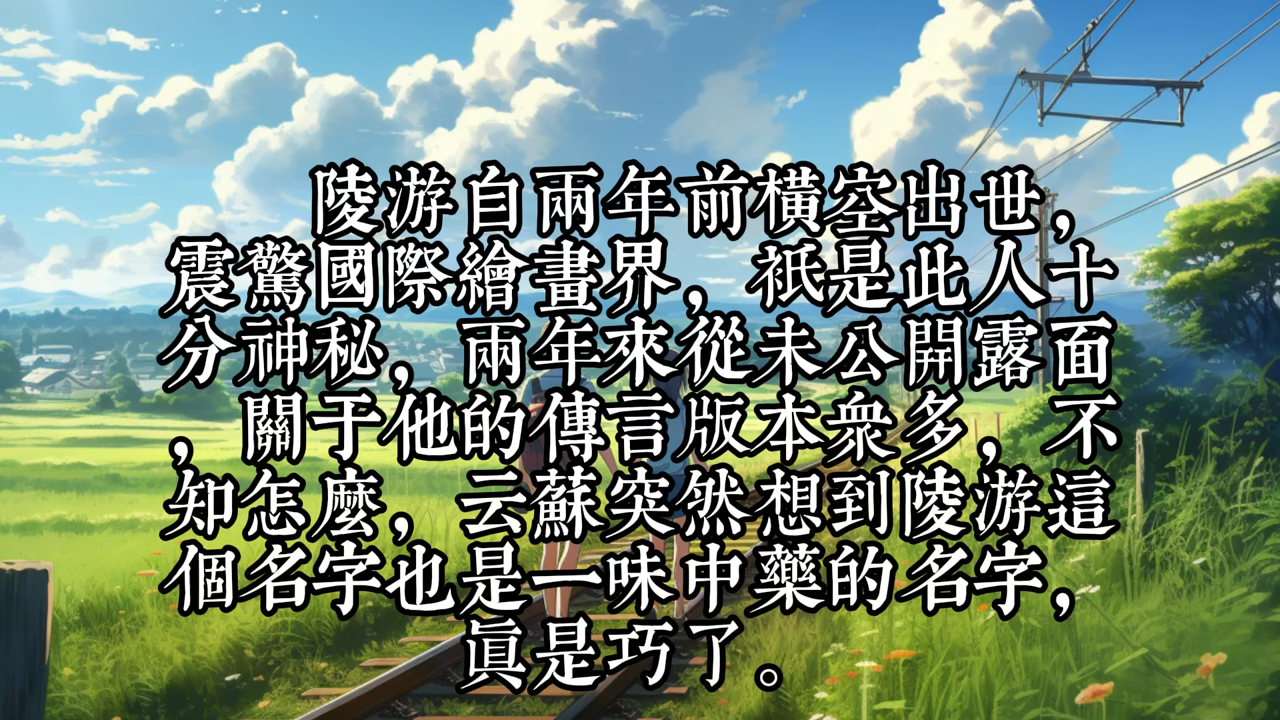 陵游自兩年前橫空出世，
震驚國際繪畫界，祇是此人十
分神秘，兩年來從未公開露面
，關于他的傳言版本衆多，不
知怎麼，云蘇突然想到陵游這
個名字也是一味中藥的名字，
眞是巧了。